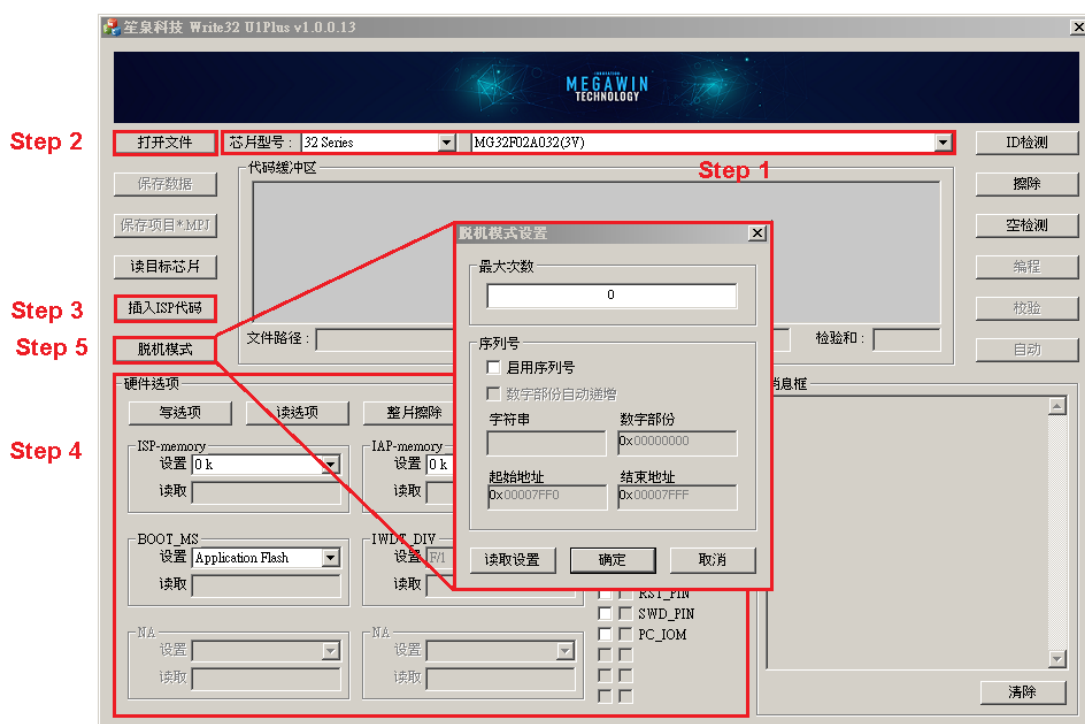 笙泉科技 Write32 U1Plus v1.0.0.13
INNOVATION
MEGAWIN
TECHNOLOGY
Step 2
打开文件
芯片型号： 32 Series
MG32F02A032(3V)
ID检测
Step 1
代码缓冲区
保存数据
擦除
保存项目*.MPJ
空检测
读目标芯片
编程
Step 3
插入ISP代码
校验
Step 5
脱机模式
文件路径：
检验和：
自动
脱机模式设置
最大次数
0
序列号
启用序列号
数字部份自动递增
字符串
数字部份
0x00000000
起始地址
结束地址
0x00007FF0
0x00007FFF
读取设置
确定
取消
硬件选项
写选项
读选项
整片擦除
消息框
Step 4
ISP-memory
设置 0 k
读取
IAP-memory
设置 0 k
读取
BOOT_MS
设置 Application Flash
读取
IWDT_DIV
设置 F/1
读取
RST_PIN
SWD_PIN
PC_IOM
NA
设置
读取
NA
设置
读取
清除